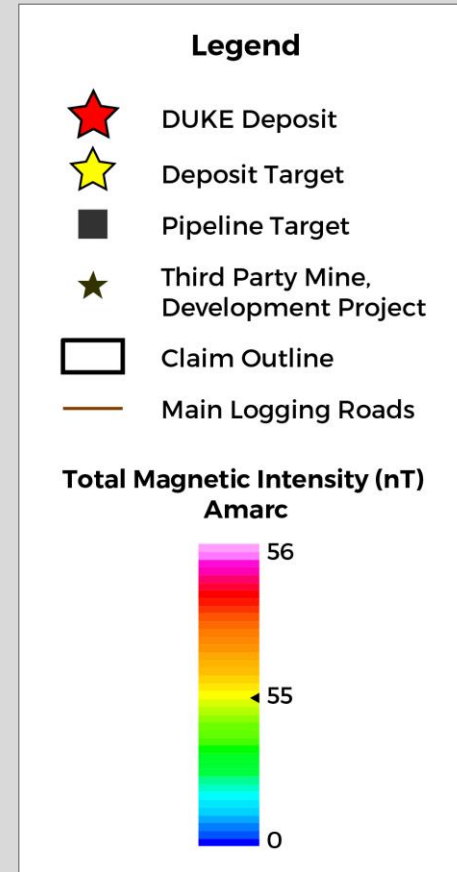 Legend
DUKE Deposit
Deposit Target
Pipeline Target
Third Party Mine,
Development Project
Claim Outline
Main Logging Roads
Total Magnetic Intensity (nT)
Amarc
56
55
0